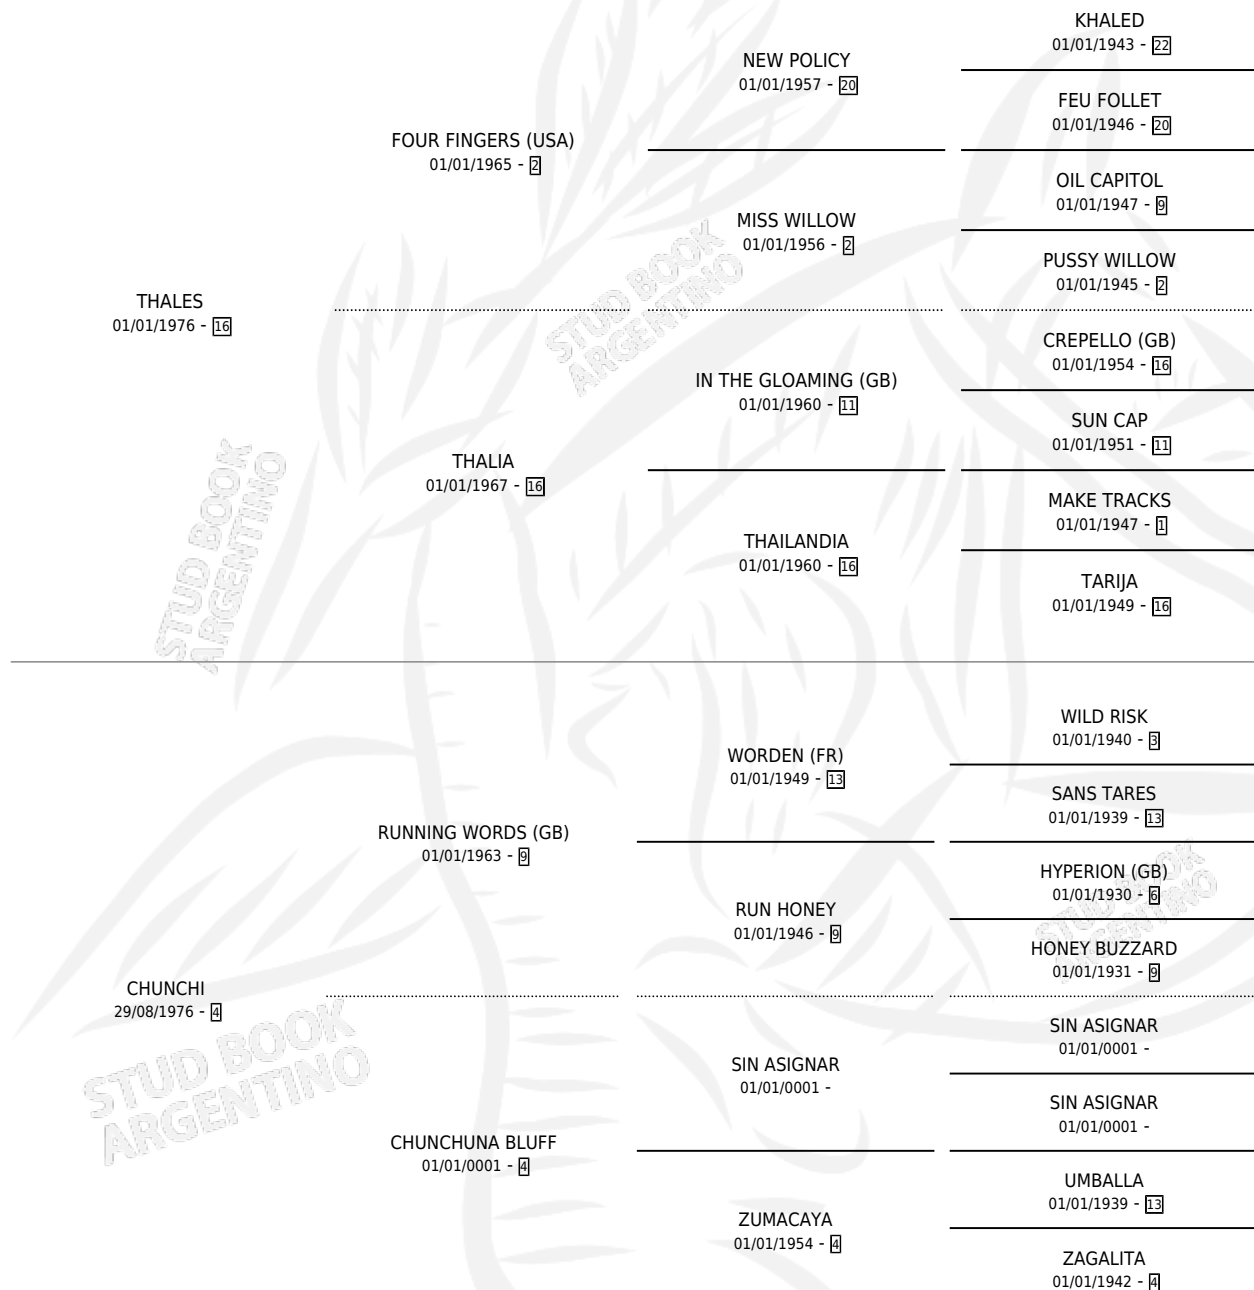 KHALED
01/01/1943 - 22
NEW POLICY
01/01/1957 - 20
FEU FOLLET
01/01/1946 - 20
FOUR FINGERS (USA)
01/01/1965 - 2
OIL CAPITOL
01/01/1947 - 9
MISS WILLOW
01/01/1956 - 2
PUSSY WILLOW
01/01/1945 - 2
THALES
01/01/1976 - 16
STUD BOOK
ARGENTINO
CREPELLO (GB)
01/01/1954 - 16
IN THE GLOAMING (GB)
01/01/1960 - 11
SUN CAP
01/01/1951 - 11
THALIA
01/01/1967 - 16
MAKE TRACKS
01/01/1947 - 1
THAILANDIA
01/01/1960 - 16
TARIJA
01/01/1949 - 16
STUD BOOK
ARGENTINO
WILD RISK
01/01/1940 - 3
WORDEN (FR)
01/01/1949 - 13
SANS TARES
01/01/1939 - 13
RUNNING WORDS (GB)
01/01/1963 - 9
HYPERION (GB)
01/01/1930 - 6
RUN HONEY
01/01/1946 - 9
HONEY BUZZARD
01/01/1931 - 9
STUD BOOK
ARGENTINO
CHUNCHI
29/08/1976 - 4
SIN ASIGNAR
01/01/0001 -
SIN ASIGNAR
01/01/0001 -
SIN ASIGNAR
01/01/0001 -
STUD BOOK
ARGENTINO
CHUNCHUNA BLUFF
01/01/0001 - 4
UMBALLA
01/01/1939 - 13
ZUMACAYA
01/01/1954 - 4
ZAGALITA
01/01/1942 - 4